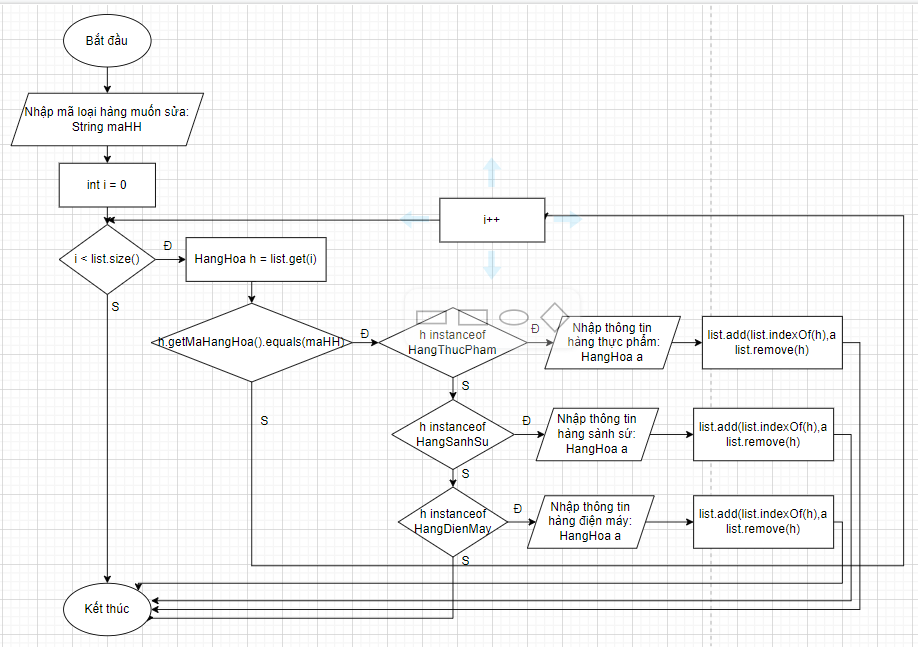 Bắt đầu
Nhập mã loại hàng muốn sửa:
String maHH
int i = 0
i++
i < list.size()
Đ
HangHoa h = list.get(i)
S
h.getMaHangHoa().equals(maHH)
Đ
h instanceof
HangThucPham
Đ
Nhập thông tin
hàng thực phẩm:
HangHoa a
list.add(list.indexOf(h),a
list.remove(h)
S
S
h instanceof
HangSanhSu
Đ
Nhập thông tin
hàng sành sứ:
HangHoa a
list.add(list.indexOf(h),a
list.remove(h)
S
h instanceof
HangDienMay
Đ
Nhập thông tin
hàng điện máy:
HangHoa a
list.add(list.indexOf(h),a
list.remove(h)
S
Kết thúc